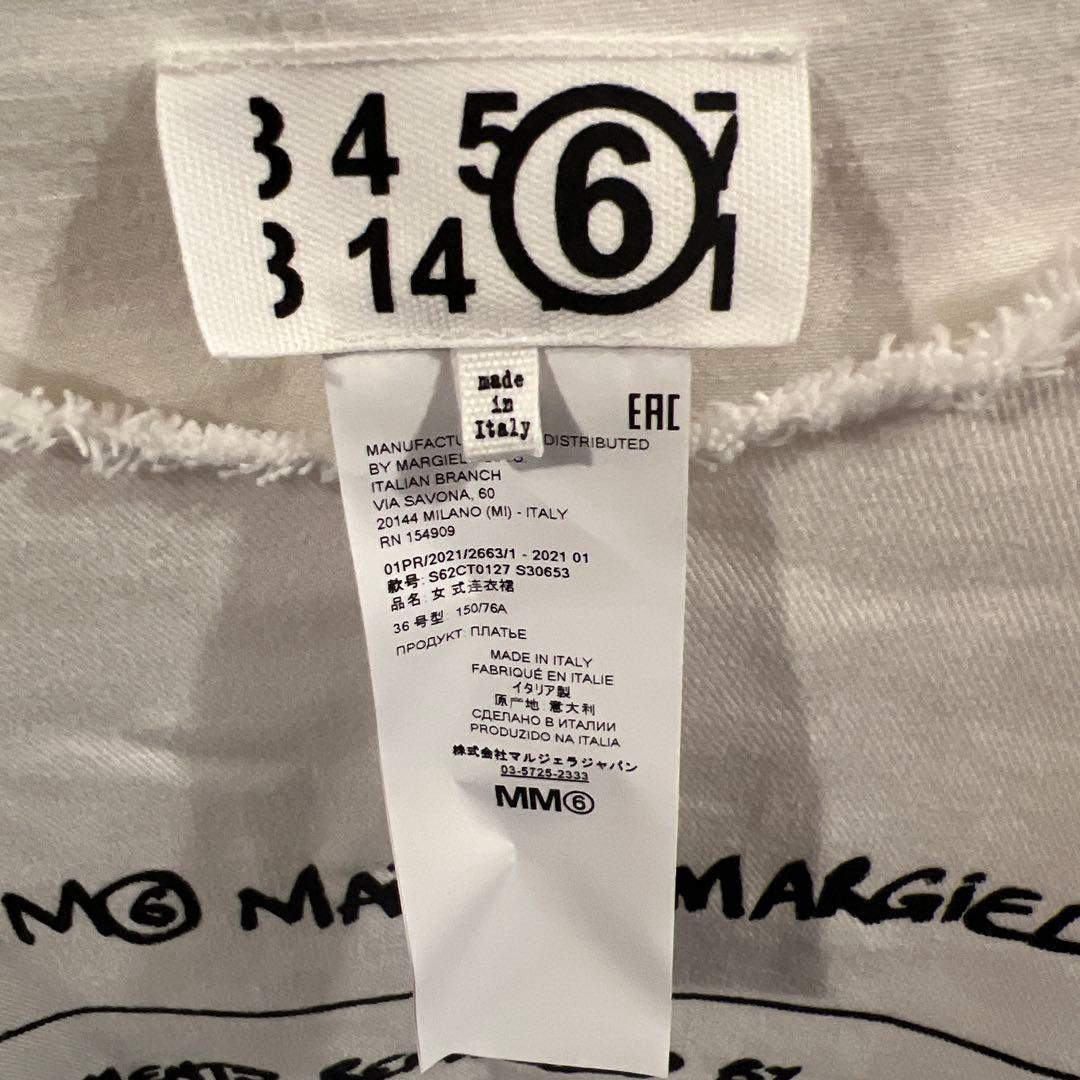 3 4 5 6 7
3 14 1
made
in
Italy
EAC
MANUFACTU DISTRIBUTED
BY MARGIEL
ITALIAN BRANCH
VIA SAVONA, 60
20144 MILANO (MI) - ITALY
RN 154909
01PR/2021/2663/1 - 2021 01
款号: S62CT0127 S30653
品名: 女 式连衣裙
36 号型: 150/76A
ПРОДУКТ: ПЛАТЬЕ
MADE IN ITALY
FABRIQUÉ EN ITALIE
イタリア製
原产地: 意大利
СДЕЛАНО В ИТАЛИИ
PRODUZIDO NA ITALIA
株式会社マルジェラジャパン
03-5725-2333
MM6
M6 MA MARGIEL
BY